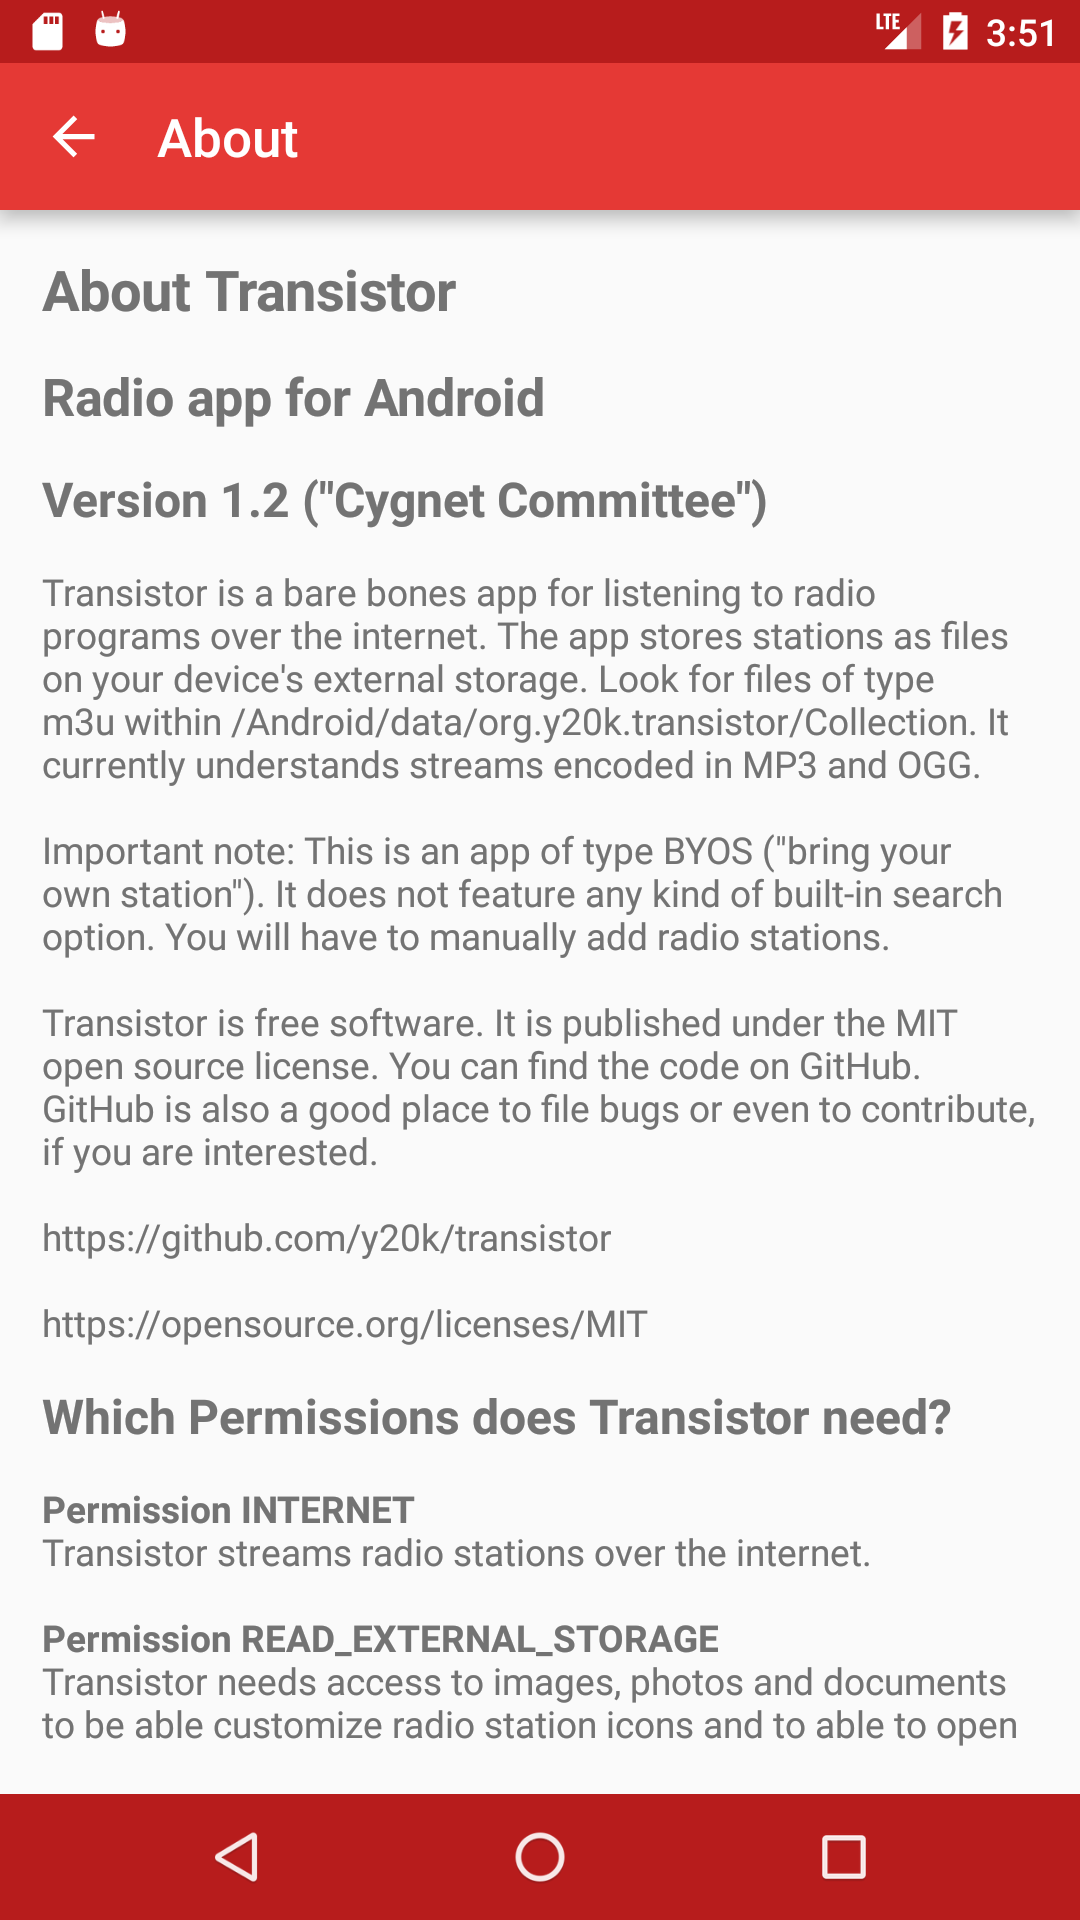 LTE 3:51
About
About Transistor
Radio app for Android
Version 1.2 ("Cygnet Committee")
Transistor is a bare bones app for listening to radio
programs over the internet. The app stores stations as files
on your device's external storage. Look for files of type
m3u within /Android/data/org.y20k.transistor/Collection. It
currently understands streams encoded in MP3 and OGG.
Important note: This is an app of type BYOS ("bring your
own station"). It does not feature any kind of built-in search
option. You will have to manually add radio stations.
Transistor is free software. It is published under the MIT
open source license. You can find the code on GitHub.
GitHub is also a good place to file bugs or even to contribute,
if you are interested.
https://github.com/y20k/transistor
https://opensource.org/licenses/MIT
Which Permissions does Transistor need?
Permission INTERNET
Transistor streams radio stations over the internet.
Permission READ_EXTERNAL_STORAGE
Transistor needs access to images, photos and documents
to be able customize radio station icons and to able to open